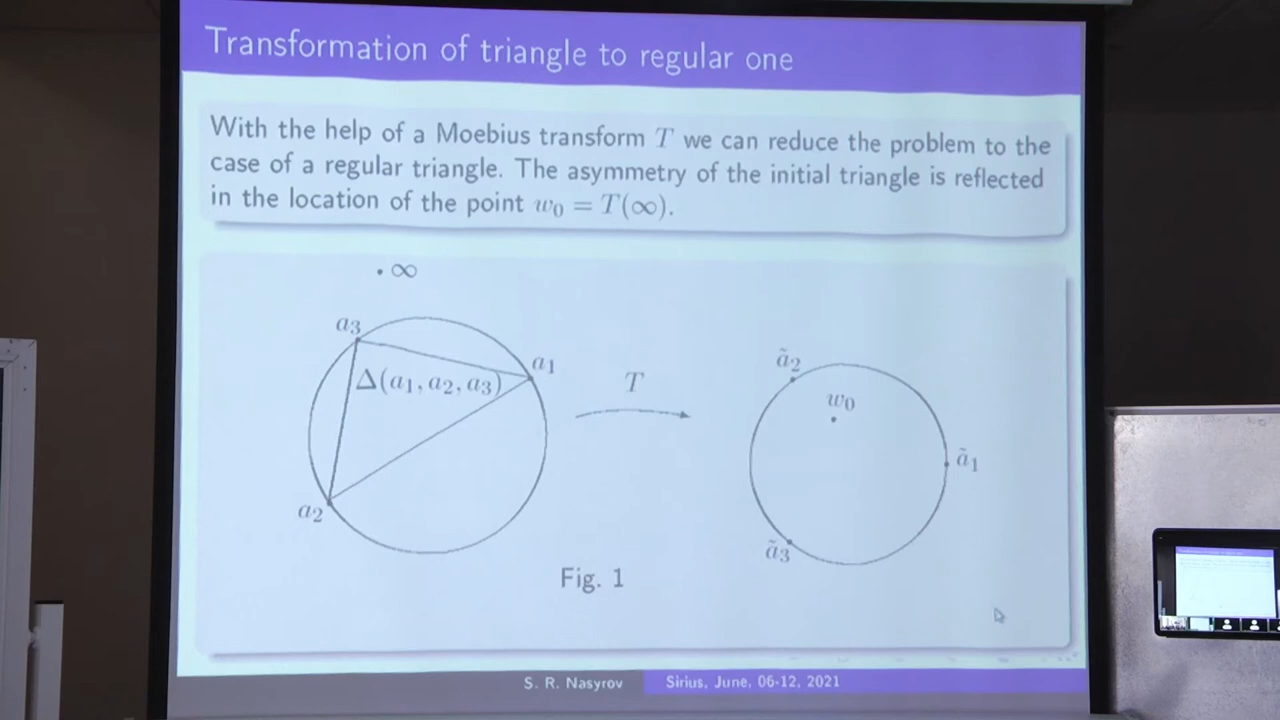 Transformation of triangle to regular one
With the help of a Moebius transform T we can reduce the problem to the
case of a regular triangle. The asymmetry of the initial triangle is reflected
in the location of the point w₀ = T(∞).
∞
a₃
a₁
Δ(a₁, a₂, a₃)
a₂
T
ã₂
w₀
ã₁
ã₃
Fig. 1
S. R. Nasyrov
Sirius, June, 06-12, 2021